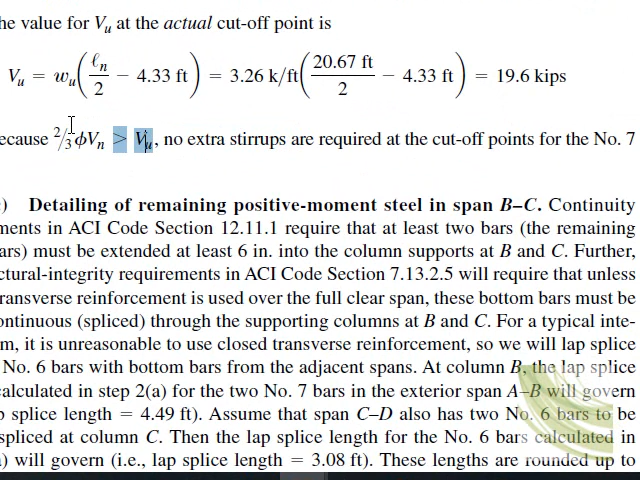 he value for Vu at the actual cut-off point is
Vu = wu(ℓn/2 − 4.33 ft) = 3.26 k/ft(20.67 ft/2 − 4.33 ft) = 19.6 kips
ecause 2/3ϕVn > Vu, no extra stirrups are required at the cut-off points for the No. 7
) Detailing of remaining positive-moment steel in span B–C. Continuity
ments in ACI Code Section 12.11.1 require that at least two bars (the remaining
ars) must be extended at least 6 in. into the column supports at B and C. Further,
ctural-integrity requirements in ACI Code Section 7.13.2.5 will require that unless
ransverse reinforcement is used over the full clear span, these bottom bars must be
ontinuous (spliced) through the supporting columns at B and C. For a typical inte-
m, it is unreasonable to use closed transverse reinforcement, so we will lap splice
No. 6 bars with bottom bars from the adjacent spans. At column B, the lap splice
alculated in step 2(a) for the two No. 7 bars in the exterior span A–B will govern
p splice length = 4.49 ft). Assume that span C–D also has two No. 6 bars to be
spliced at column C. Then the lap splice length for the No. 6 bars calculated in
) will govern (i.e., lap splice length = 3.08 ft). These lengths are rounded up to